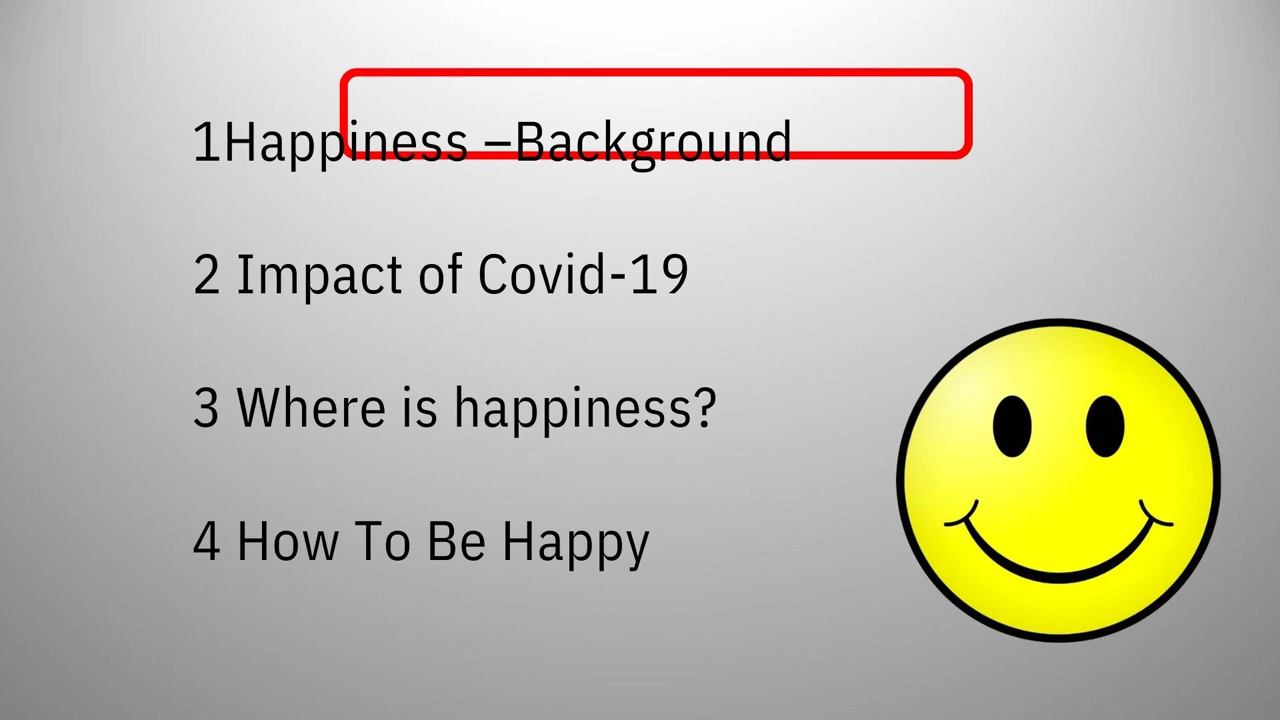 1Happiness –Background
2 Impact of Covid-19
3 Where is happiness?
4 How To Be Happy